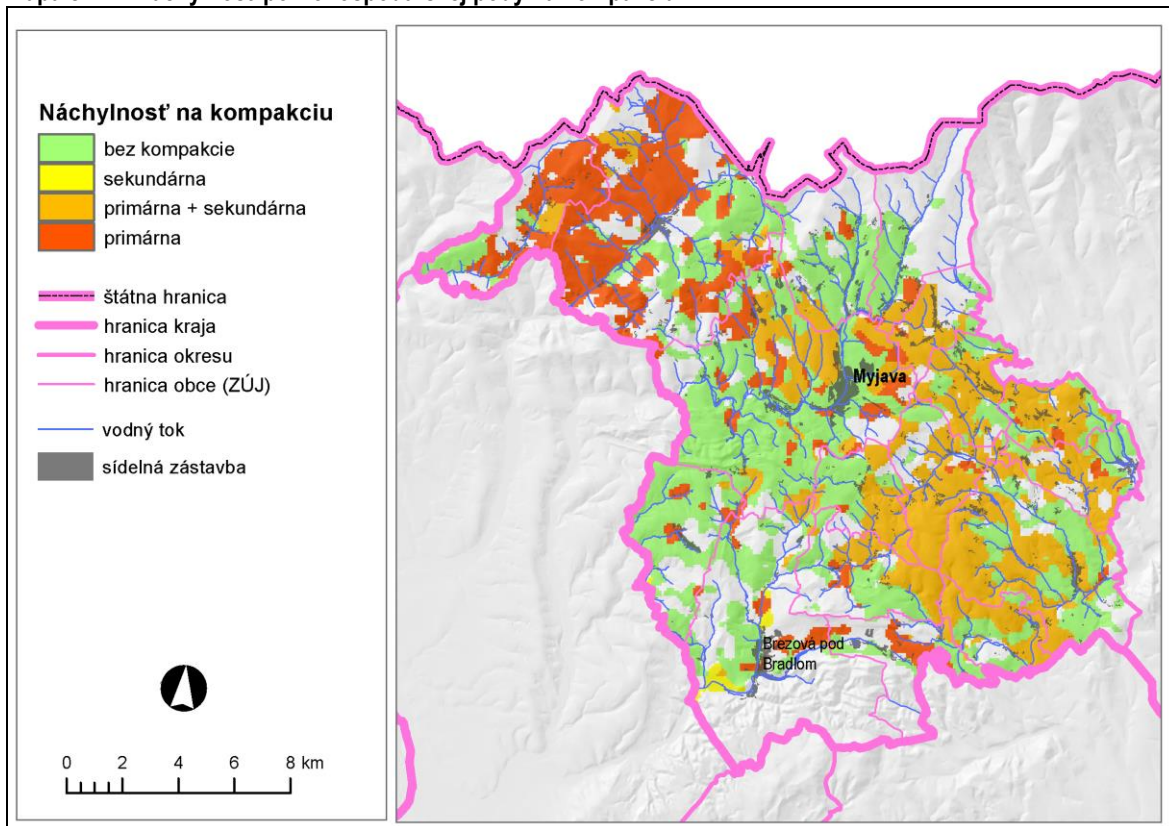 Náchylnosť na kompakciu
bez kompakcie
sekundárna
primárna + sekundárna
primárna
štátna hranica
hranica kraja
hranica okresu
hranica obce (ZÚJ)
vodný tok
sídelná zástavba
0 2 4 6 8 km
Myjava
Brezová pod
Bradlom